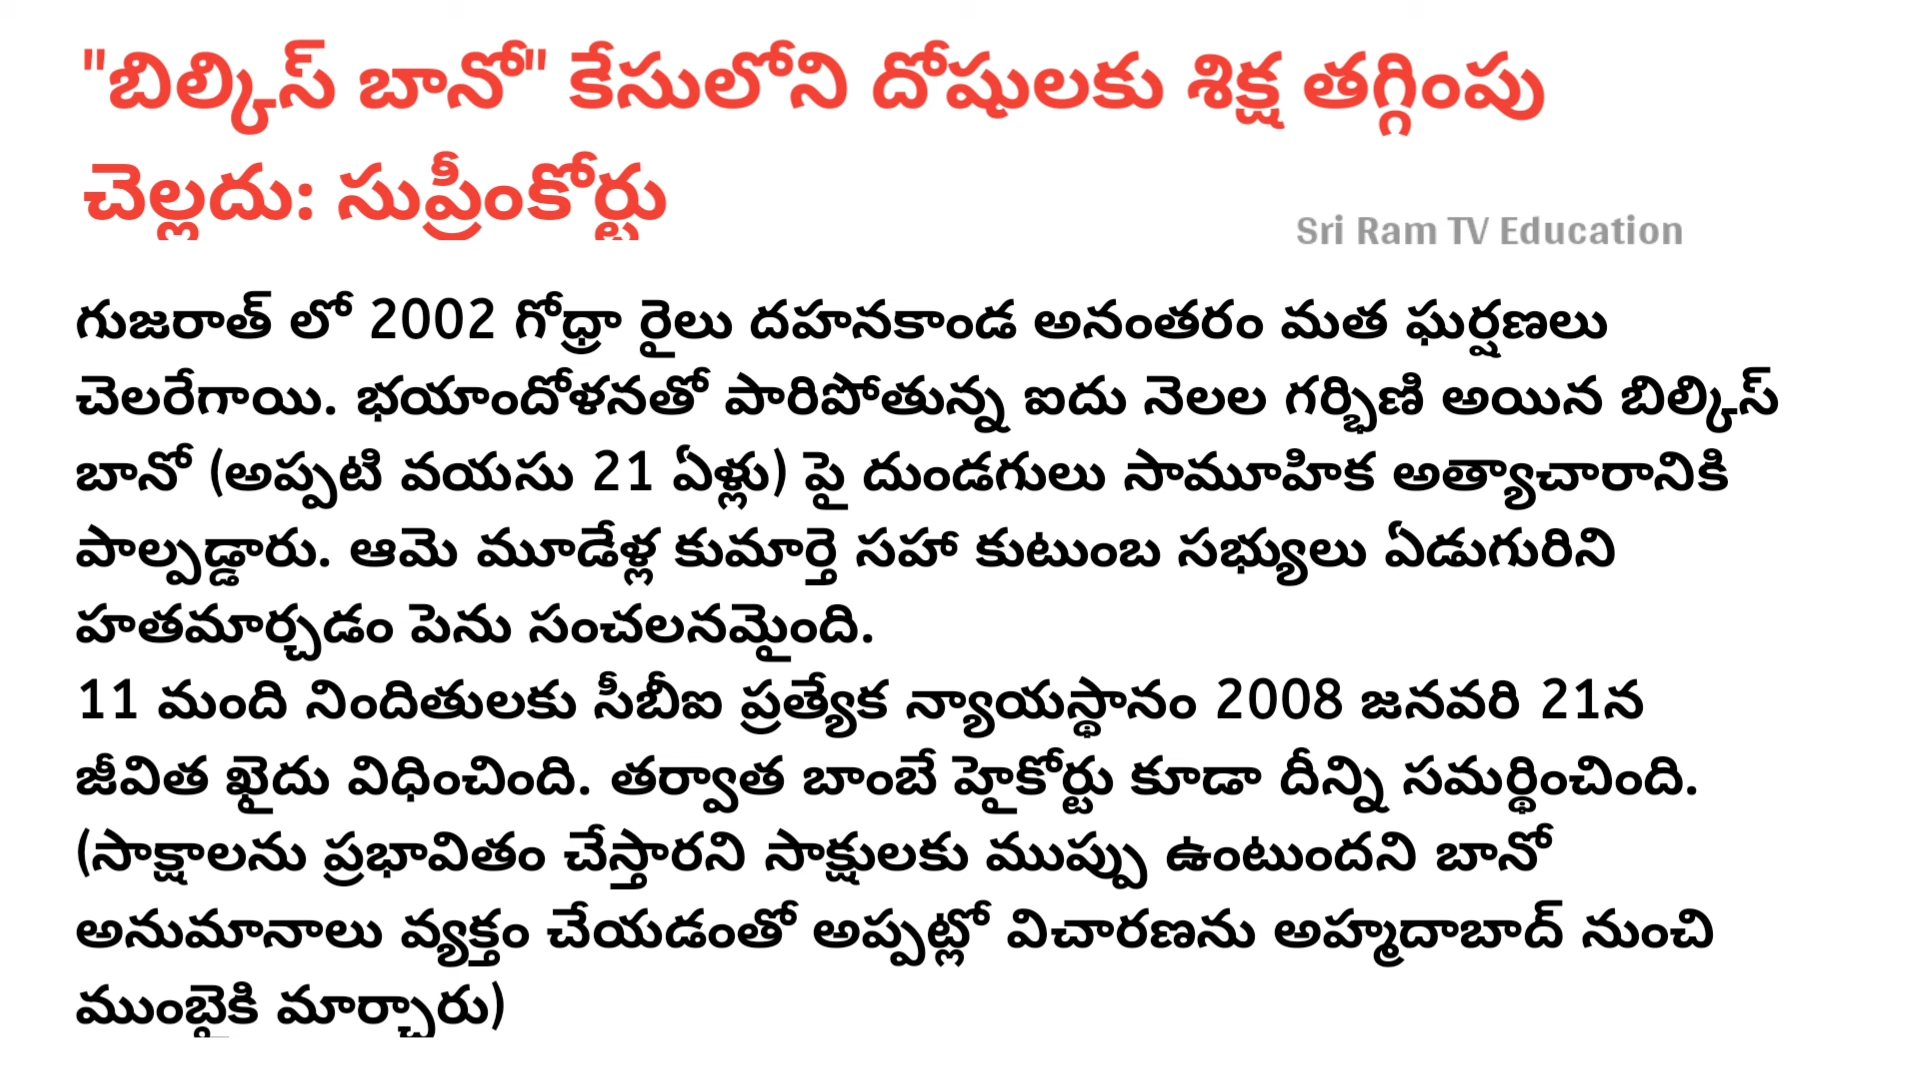 "బిల్కిస్ బానో" కేసులోని దోషులకు శిక్ష తగ్గింపు
చెల్లదు: సుప్రీంకోర్టు
Sri Ram TV Education
గుజరాత్ లో 2002 గోధ్రా రైలు దహనకాండ అనంతరం మత ఘర్షణలు
చెలరేగాయి. భయాందోళనతో పారిపోతున్న ఐదు నెలల గర్భిణి అయిన బిల్కిస్
బానో (అప్పటి వయసు 21 ఏళ్లు) పై దుండగులు సామూహిక అత్యాచారానికి
పాల్పడ్డారు. ఆమె మూడేళ్ల కుమార్తె సహా కుటుంబ సభ్యులు ఏడుగురిని
హతమార్చడం పెను సంచలనమైంది.
11 మంది నిందితులకు సీబీఐ ప్రత్యేక న్యాయస్థానం 2008 జనవరి 21న
జీవిత ఖైదు విధించింది. తర్వాత బాంబే హైకోర్టు కూడా దీన్ని సమర్థించింది.
(సాక్షాలను ప్రభావితం చేస్తారని సాక్షులకు ముప్పు ఉంటుందని బానో
అనుమానాలు వ్యక్తం చేయడంతో అప్పట్లో విచారణను అహ్మదాబాద్ నుంచి
ముంబైకి మార్చారు)